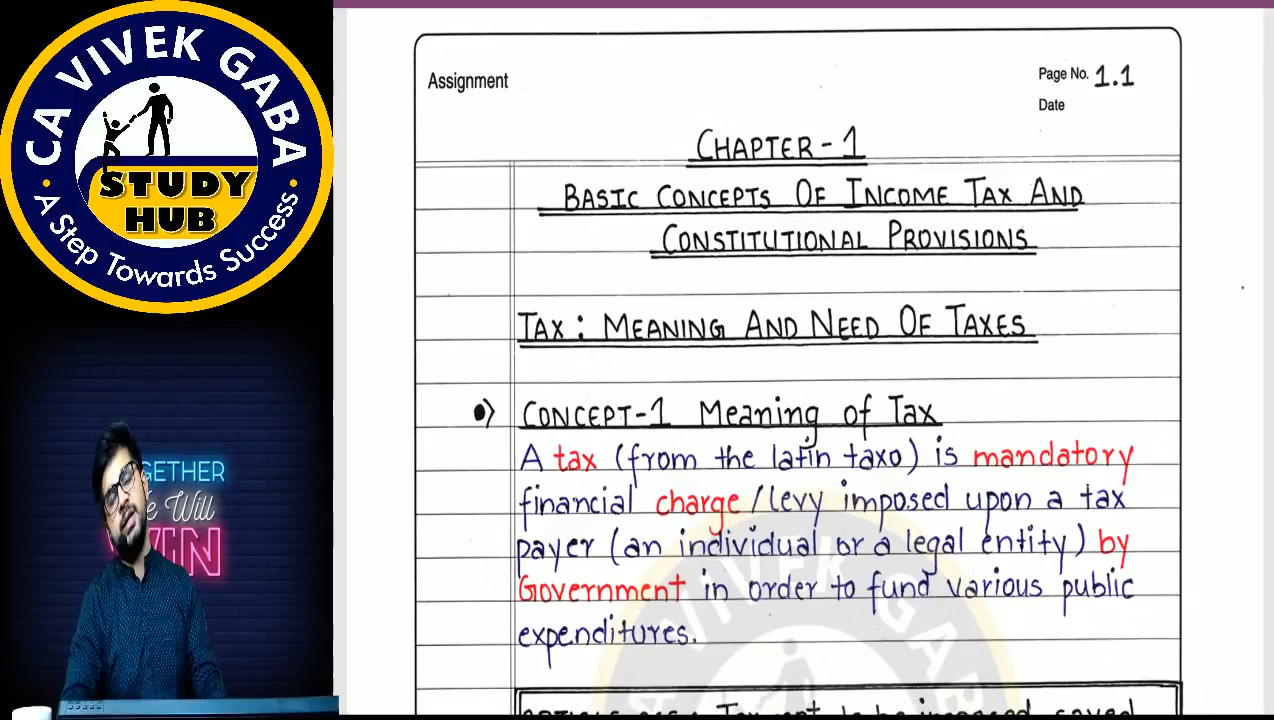 CA VIVEK GABA
STUDY
HUB
A Step Towards Success
GETHER
e Will
WIN
Assignment
Page No. 1.1
Date
CHAPTER - 1
BASIC CONCEPTS OF INCOME TAX AND
CONSTITUTIONAL PROVISIONS
TAX : MEANING AND NEED OF TAXES
CONCEPT-1 Meaning of Tax
A tax (from the latin taxo) is mandatory
financial charge/levy imposed upon a tax
payer (an individual or a legal entity) by
Government in order to fund various public
expenditures.